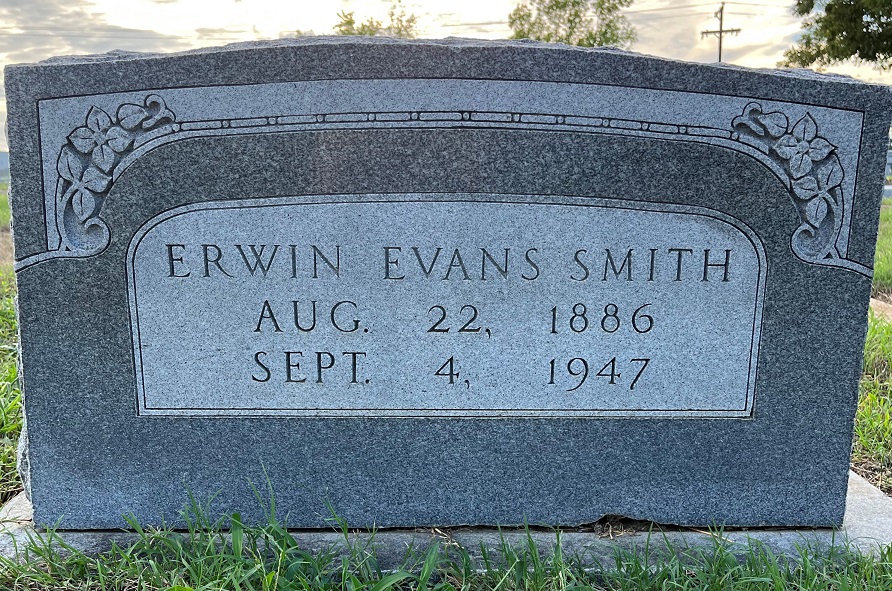 ERWIN EVANS SMITH
AUG. 22, 1886
SEPT. 4, 1947